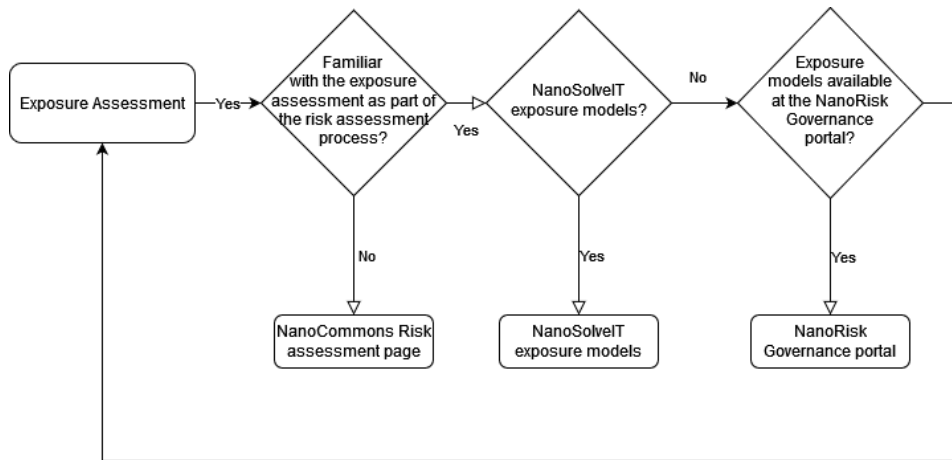 Exposure Assessment
Yes
Familiar
with the exposure
assessment as part of
the risk assessment
process?
Yes
NanoSolveIT
exposure models?
No
Exposure
models available
at the NanoRisk
Governance
portal?
No
Yes
Yes
NanoCommons Risk
assessment page
NanoSolveIT
exposure models
NanoRisk
Governance portal